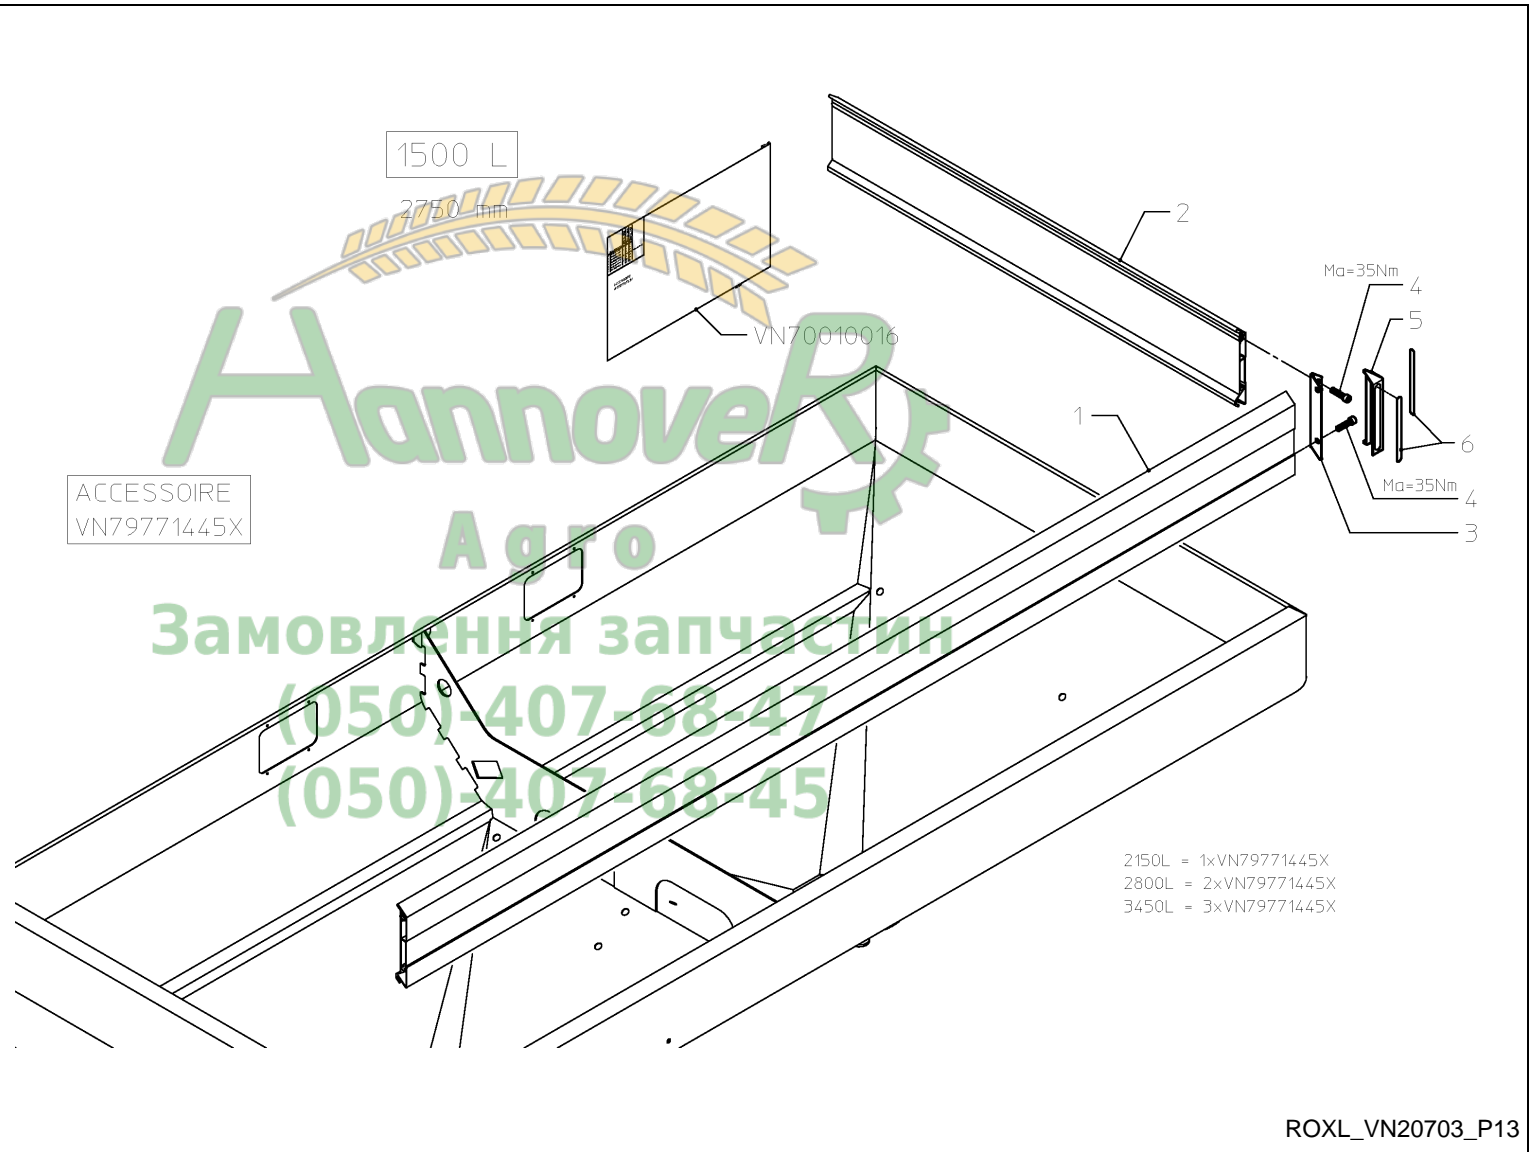 1500 L
2750 mm
2
Ma=35Nm
4
5
VN70010016
HannoveR
1
6
ACCESSOIRE
VN79771445X
Ma=35Nm
4
3
Agro
Замовлення запчастин
(050)-407-68-47
(050)-407-68-45
2150L = 1xVN79771445X
2800L = 2xVN79771445X
3450L = 3xVN79771445X
ROXL_VN20703_P13